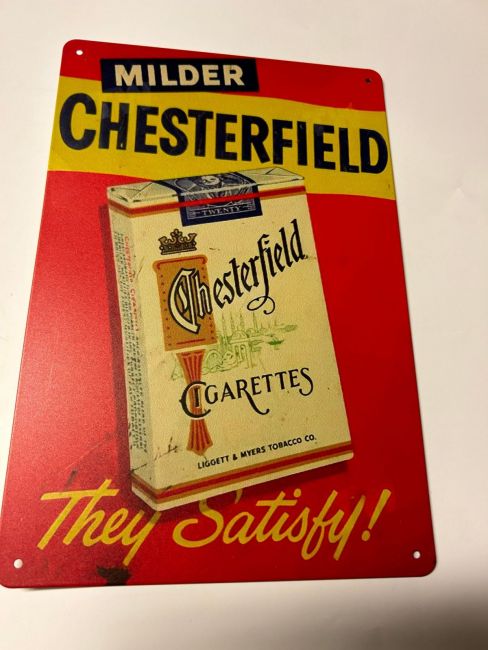 MILDER
CHESTERFIELD
TWENTY
Chesterfield
CIGARETTES
LIGGETT & MYERS TOBACCO CO.
They Satisfy!